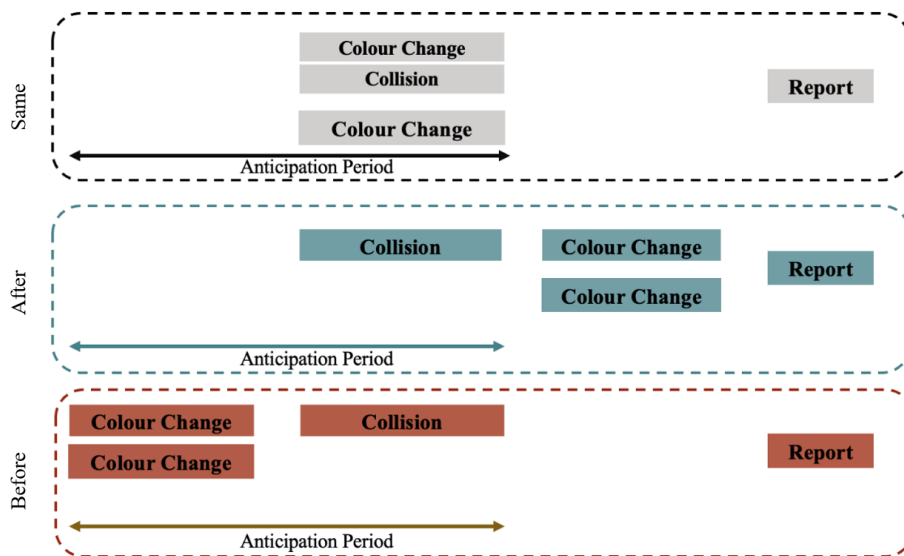 Same
Colour Change
Collision
Colour Change
Report
Anticipation Period
After
Collision
Colour Change
Colour Change
Report
Anticipation Period
Before
Colour Change
Collision
Colour Change
Report
Anticipation Period